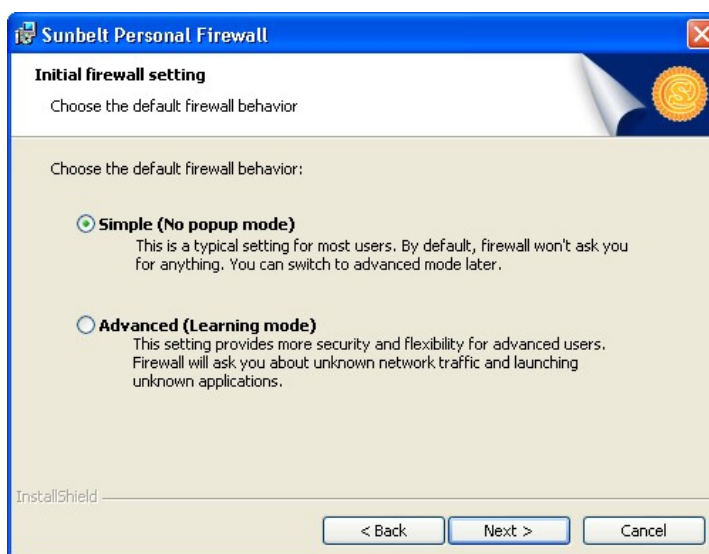 Sunbelt Personal Firewall
Initial firewall setting
Choose the default firewall behavior
Choose the default firewall behavior:
Simple (No popup mode)
This is a typical setting for most users. By default, firewall won't ask you
for anything. You can switch to advanced mode later.
Advanced (Learning mode)
This setting provides more security and flexibility for advanced users.
Firewall will ask you about unknown network traffic and launching
unknown applications.
InstallShield
< Back Next > Cancel